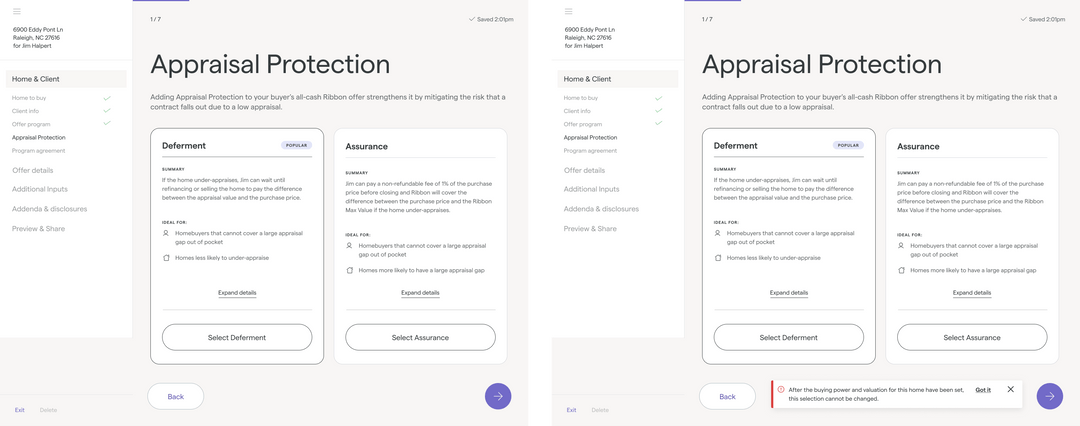 6900 Eddy Pont Ln
Raleigh, NC 27616
for Jim Halpert
Home & Client
Home to buy
Client info
Offer program
Appraisal Protection
Program agreement
Offer details
Additional Inputs
Addenda & disclosures
Preview & Share
Exit
Delete
1 / 7
Saved 2:01pm
Appraisal Protection
Adding Appraisal Protection to your buyer's all-cash Ribbon offer strengthens it by mitigating the risk that a
contract falls out due to a low appraisal.
Deferment
POPULAR
SUMMARY
If the home under-appraises, Jim can wait until
refinancing or selling the home to pay the difference
between the appraisal value and the purchase price.
IDEAL FOR:
Homebuyers that cannot cover a large appraisal
gap out of pocket
Homes less likely to under-appraise
Expand details
Select Deferment
Assurance
SUMMARY
Jim can pay a non-refundable fee of 1% of the purchase
price before closing and Ribbon will cover the
difference between the purchase price and the Ribbon
Max Value if the home under-appraises.
IDEAL FOR:
Homebuyers that cannot cover a large appraisal
gap out of pocket
Homes more likely to have a large appraisal gap
Expand details
Select Assurance
Back
6900 Eddy Pont Ln
Raleigh, NC 27616
for Jim Halpert
Home & Client
Home to buy
Client info
Offer program
Appraisal Protection
Program agreement
Offer details
Additional Inputs
Addenda & disclosures
Preview & Share
Exit
Delete
1 / 7
Saved 2:01pm
Appraisal Protection
Adding Appraisal Protection to your buyer's all-cash Ribbon offer strengthens it by mitigating the risk that a
contract falls out due to a low appraisal.
Deferment
POPULAR
SUMMARY
If the home under-appraises, Jim can wait until
refinancing or selling the home to pay the difference
between the appraisal value and the purchase price.
IDEAL FOR:
Homebuyers that cannot cover a large appraisal
gap out of pocket
Homes less likely to under-appraise
Expand details
Select Deferment
Assurance
SUMMARY
Jim can pay a non-refundable fee of 1% of the purchase
price before closing and Ribbon will cover the
difference between the purchase price and the Ribbon
Max Value if the home under-appraises.
IDEAL FOR:
Homebuyers that cannot cover a large appraisal
gap out of pocket
Homes more likely to have a large appraisal gap
Expand details
Select Assurance
Back
After the buying power and valuation for this home have been set,
this selection cannot be changed.
Got it